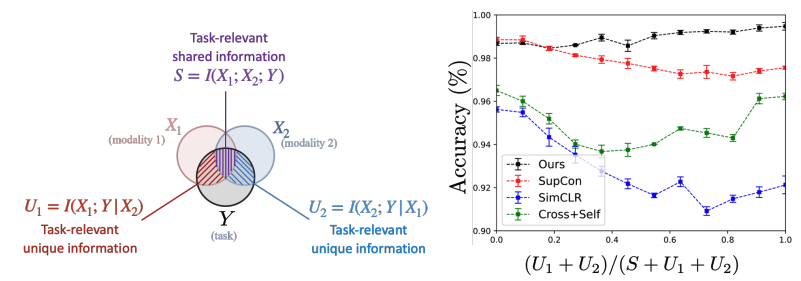 Task-relevant
shared information
S = I(X₁; X₂; Y)
X₁
(modality 1)
X₂
(modality 2)
U₁ = I(X₁; Y|X₂)
Task-relevant
unique information
Y
(task)
U₂ = I(X₂; Y|X₁)
Task-relevant
unique information
Accuracy (%)
1.00
0.98
0.96
0.94
0.92
0.90
Ours
SupCon
SimCLR
Cross+Self
0.0 0.2 0.4 0.6 0.8 1.0
(U₁ + U₂)/(S + U₁ + U₂)